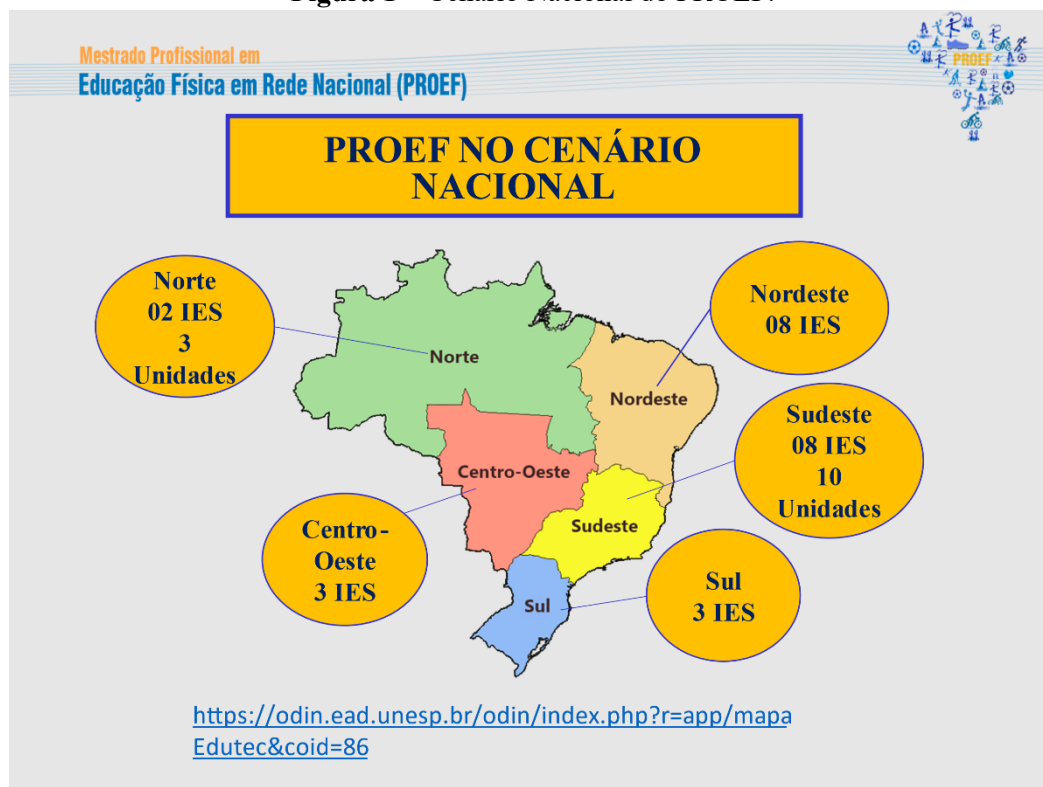 Mestrado Profissional em
Educação Física em Rede Nacional (PROEF)
PROEF
PROEF NO CENÁRIO
NACIONAL
Norte
02 IES
3
Unidades
Nordeste
08 IES
Norte
Nordeste
Sudeste
08 IES
10
Unidades
Centro-Oeste
Sudeste
Centro-
Oeste
3 IES
Sul
3 IES
Sul
https://odin.ead.unesp.br/odin/index.php?r=app/mapa
Edutec&coid=86